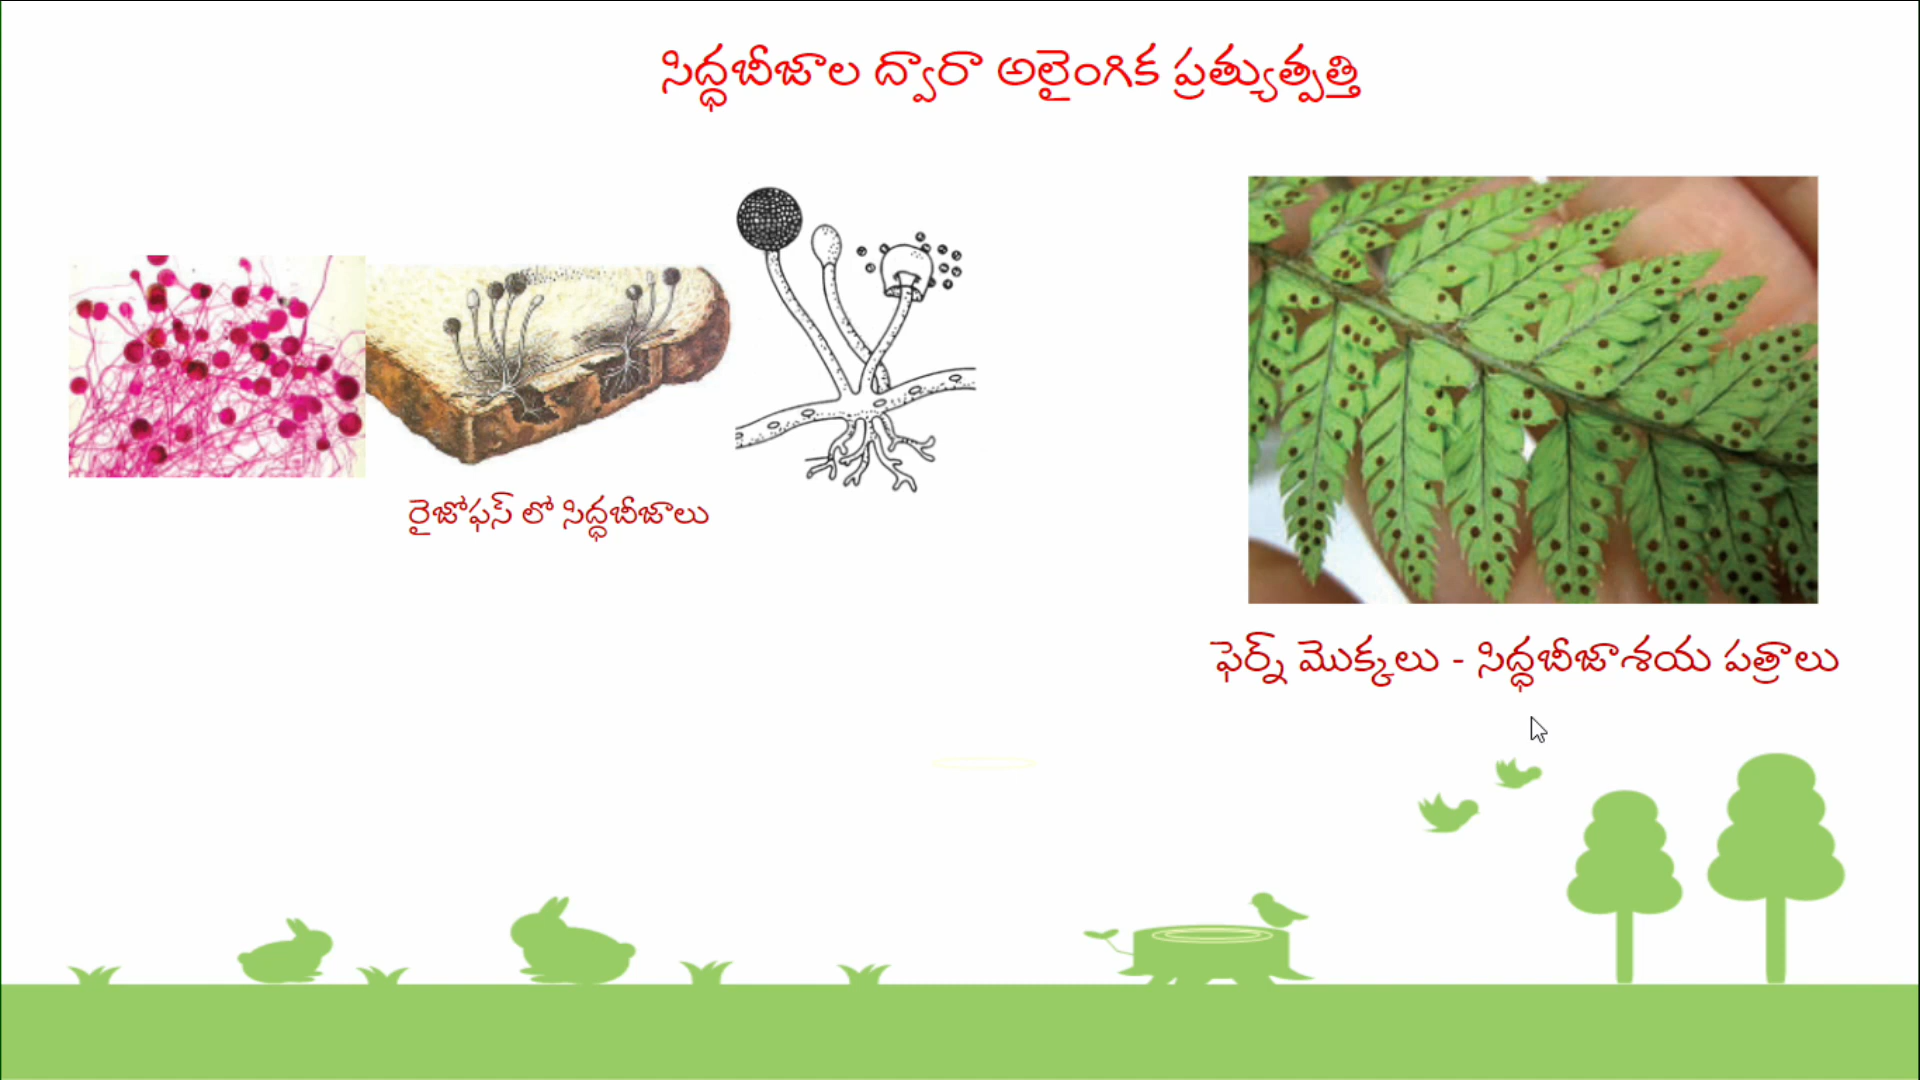 సిద్ధబీజాల ద్వారా అలైంగిక ప్రత్యుత్పత్తి
రైజోఫస్ లో సిద్ధబీజాలు
ఫెర్న్ మొక్కలు - సిద్ధబీజాశయ పత్రాలు